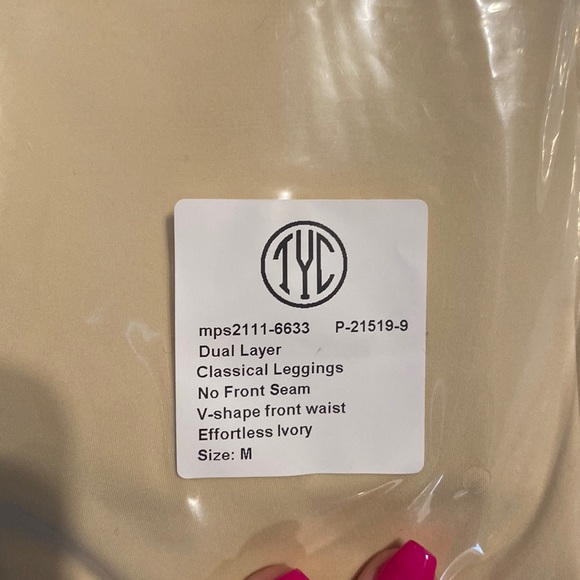 TYC
mps2111-6633 P-21519-9
Dual Layer
Classical Leggings
No Front Seam
V-shape front waist
Effortless Ivory
Size: M